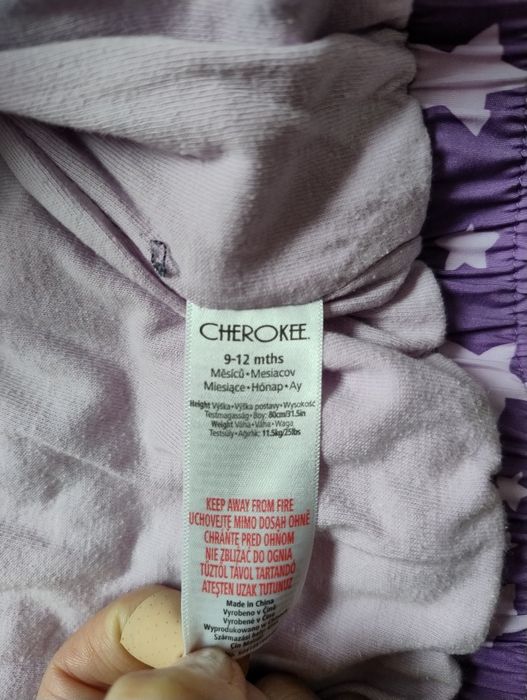 CHEROKEE
9-12 mths
Měsíců • Mesiacov
Miesiące • Hónap • Ay
Height Výška • Výška postavy • Wysokość
Testmagasság • Boy: 80cm/31.5in
Weight Váha • Váha • Waga
Testsúly • Ağırlık: 11.5kg/25lbs
KEEP AWAY FROM FIRE
UCHOVEJTE MIMO DOSAH OHNĚ
CHRÁŇTE PRED OHŇOM
NIE ZBLIŻAĆ DO OGNIA
TŰZTŐL TÁVOL TARTANDÓ
ATEŞTEN UZAK TUTUNUZ
Made in China
Vyrobeno v Číně
Vyrobené v Číne
Wyprodukowano w
Származási